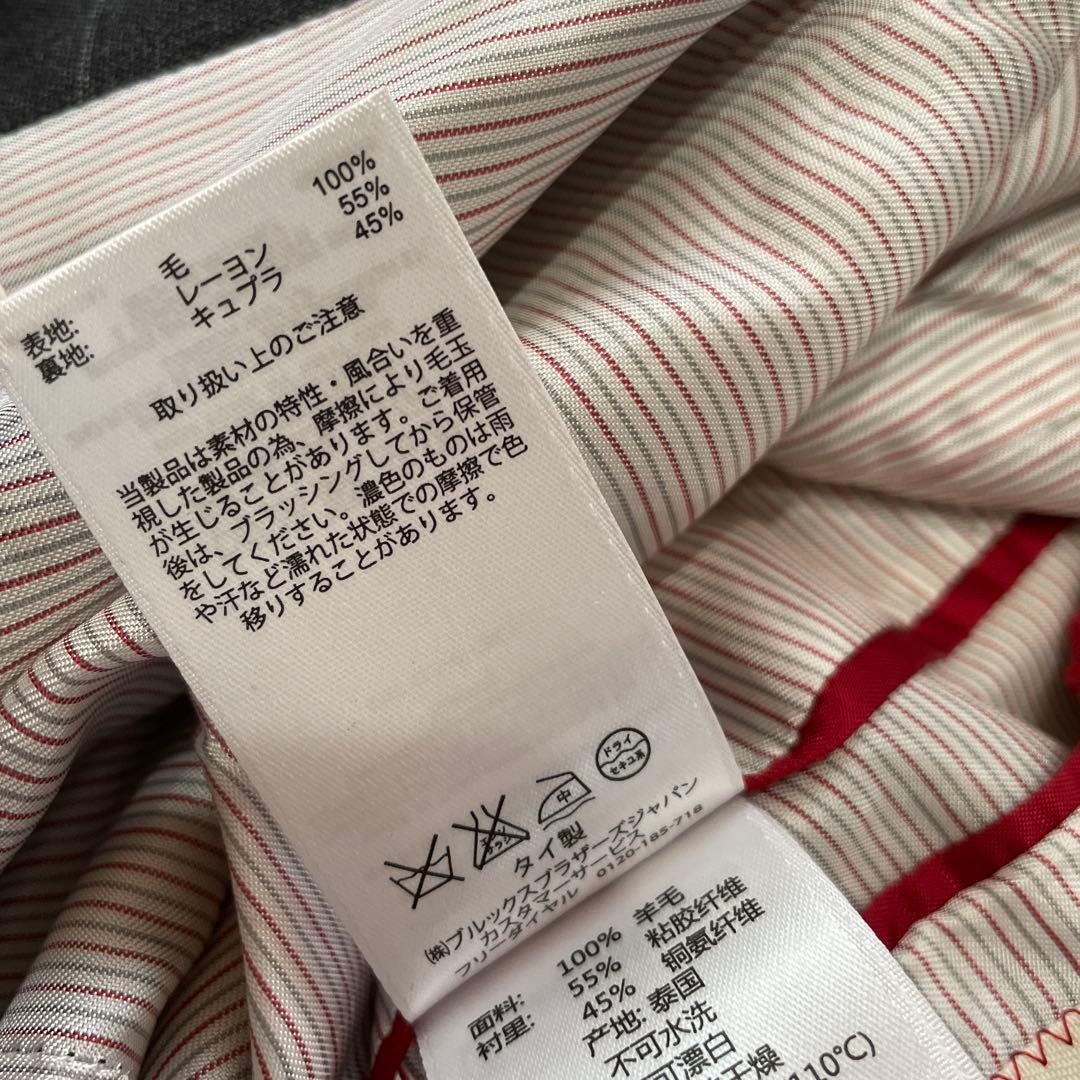 表地: 毛 100%
裏地: レーヨン 55%
キュプラ 45%
取り扱い上のご注意
当製品は素材の特性・風合いを重
視した製品の為、摩擦により毛玉
が生じることがあります。ご着用
後は、ブラッシングしてから保管
をしてください。濃色のものは雨
や汗など濡れた状態での摩擦で色
移りすることがあります。
エンソ
サラシ
中
ドライ
セキユ系
タイ製
(株)ブルックスブラザーズジャパン
カスタマーサービス
フリーダイヤル 0120-185-718
面料: 100% 羊毛
衬里: 55% 粘胶纤维
45% 铜氨纤维
产地: 泰国
不可水洗
可漂白
干燥
110°C)